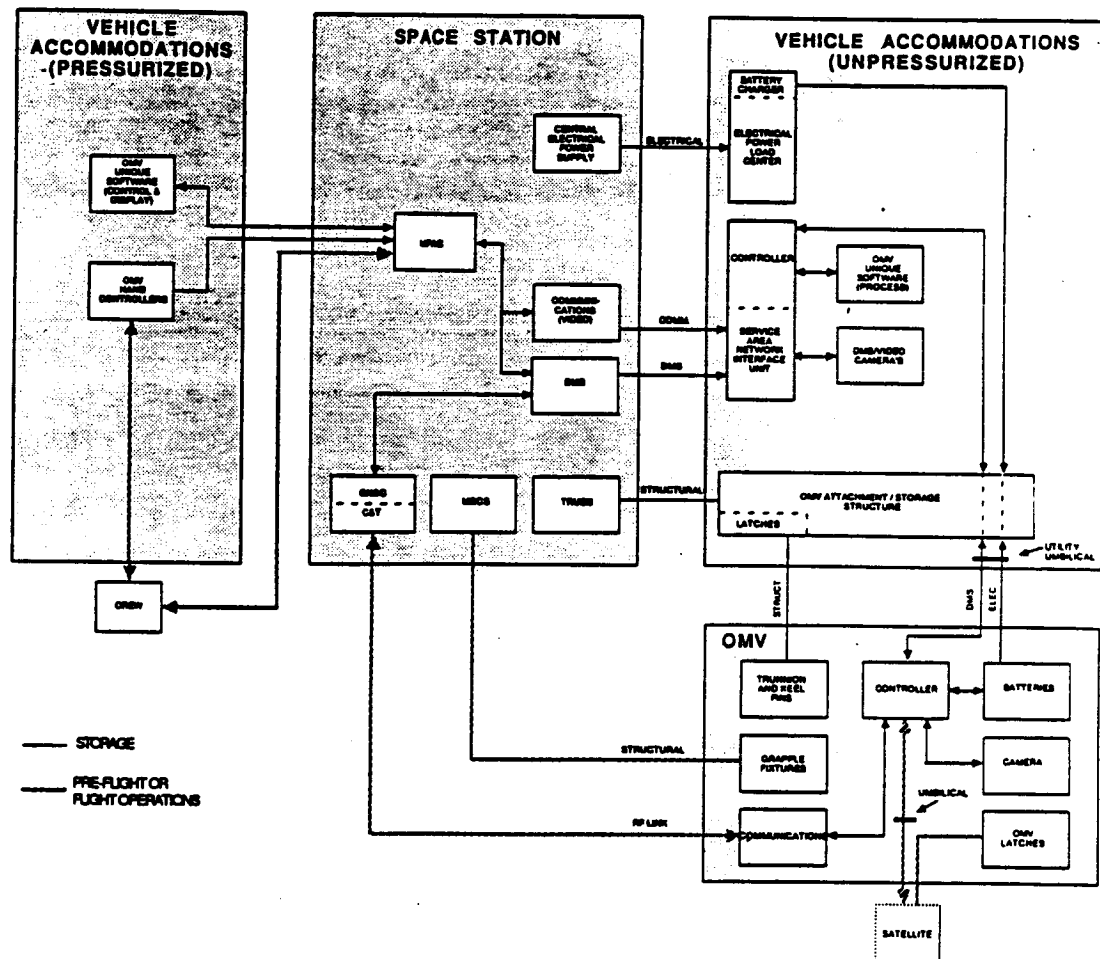 VEHICLE
ACCOMMODATIONS
-(PRESSURIZED)
OMV
UNIQUE
SOFTWARE
(CONTROL &
DISPLAY)
OMV
HAND
CONTROLLERS
CREW
STORAGE
PRE-FLIGHT OR
FLIGHT OPERATIONS
SPACE STATION
CENTRAL
ELECTRICAL
POWER
SUPPLY
MPAC
COMMUNI-
CATIONS
(VIDEO)
DMS
C&T
TRUSS
ELECTRICAL
COMM
DMS
STRUCTURAL
VEHICLE ACCOMMODATIONS
(UNPRESSURIZED)
BATTERY
CHARGER
ELECTRICAL
POWER
LOAD
CENTER
CONTROLLER
SERVICE
AREA
NETWORK
INTERFACE
UNIT
OMV
UNIQUE
SOFTWARE
(PROCESS)
DMS/VIDEO
CAMERA'S
OMV ATTACHMENT / STORAGE
STRUCTURE
LATCHES
UTILITY
UMBILICAL
STRUCT
DMS
ELEC
OMV
TRUNNION
AND KEEL
PINS
CONTROLLER
BATTERIES
STRUCTURAL
GRAPPLE
FIXTURES
CAMERA
UMBILICAL
RF LINK
COMMUNICATIONS
OMV
LATCHES
SATELLITE